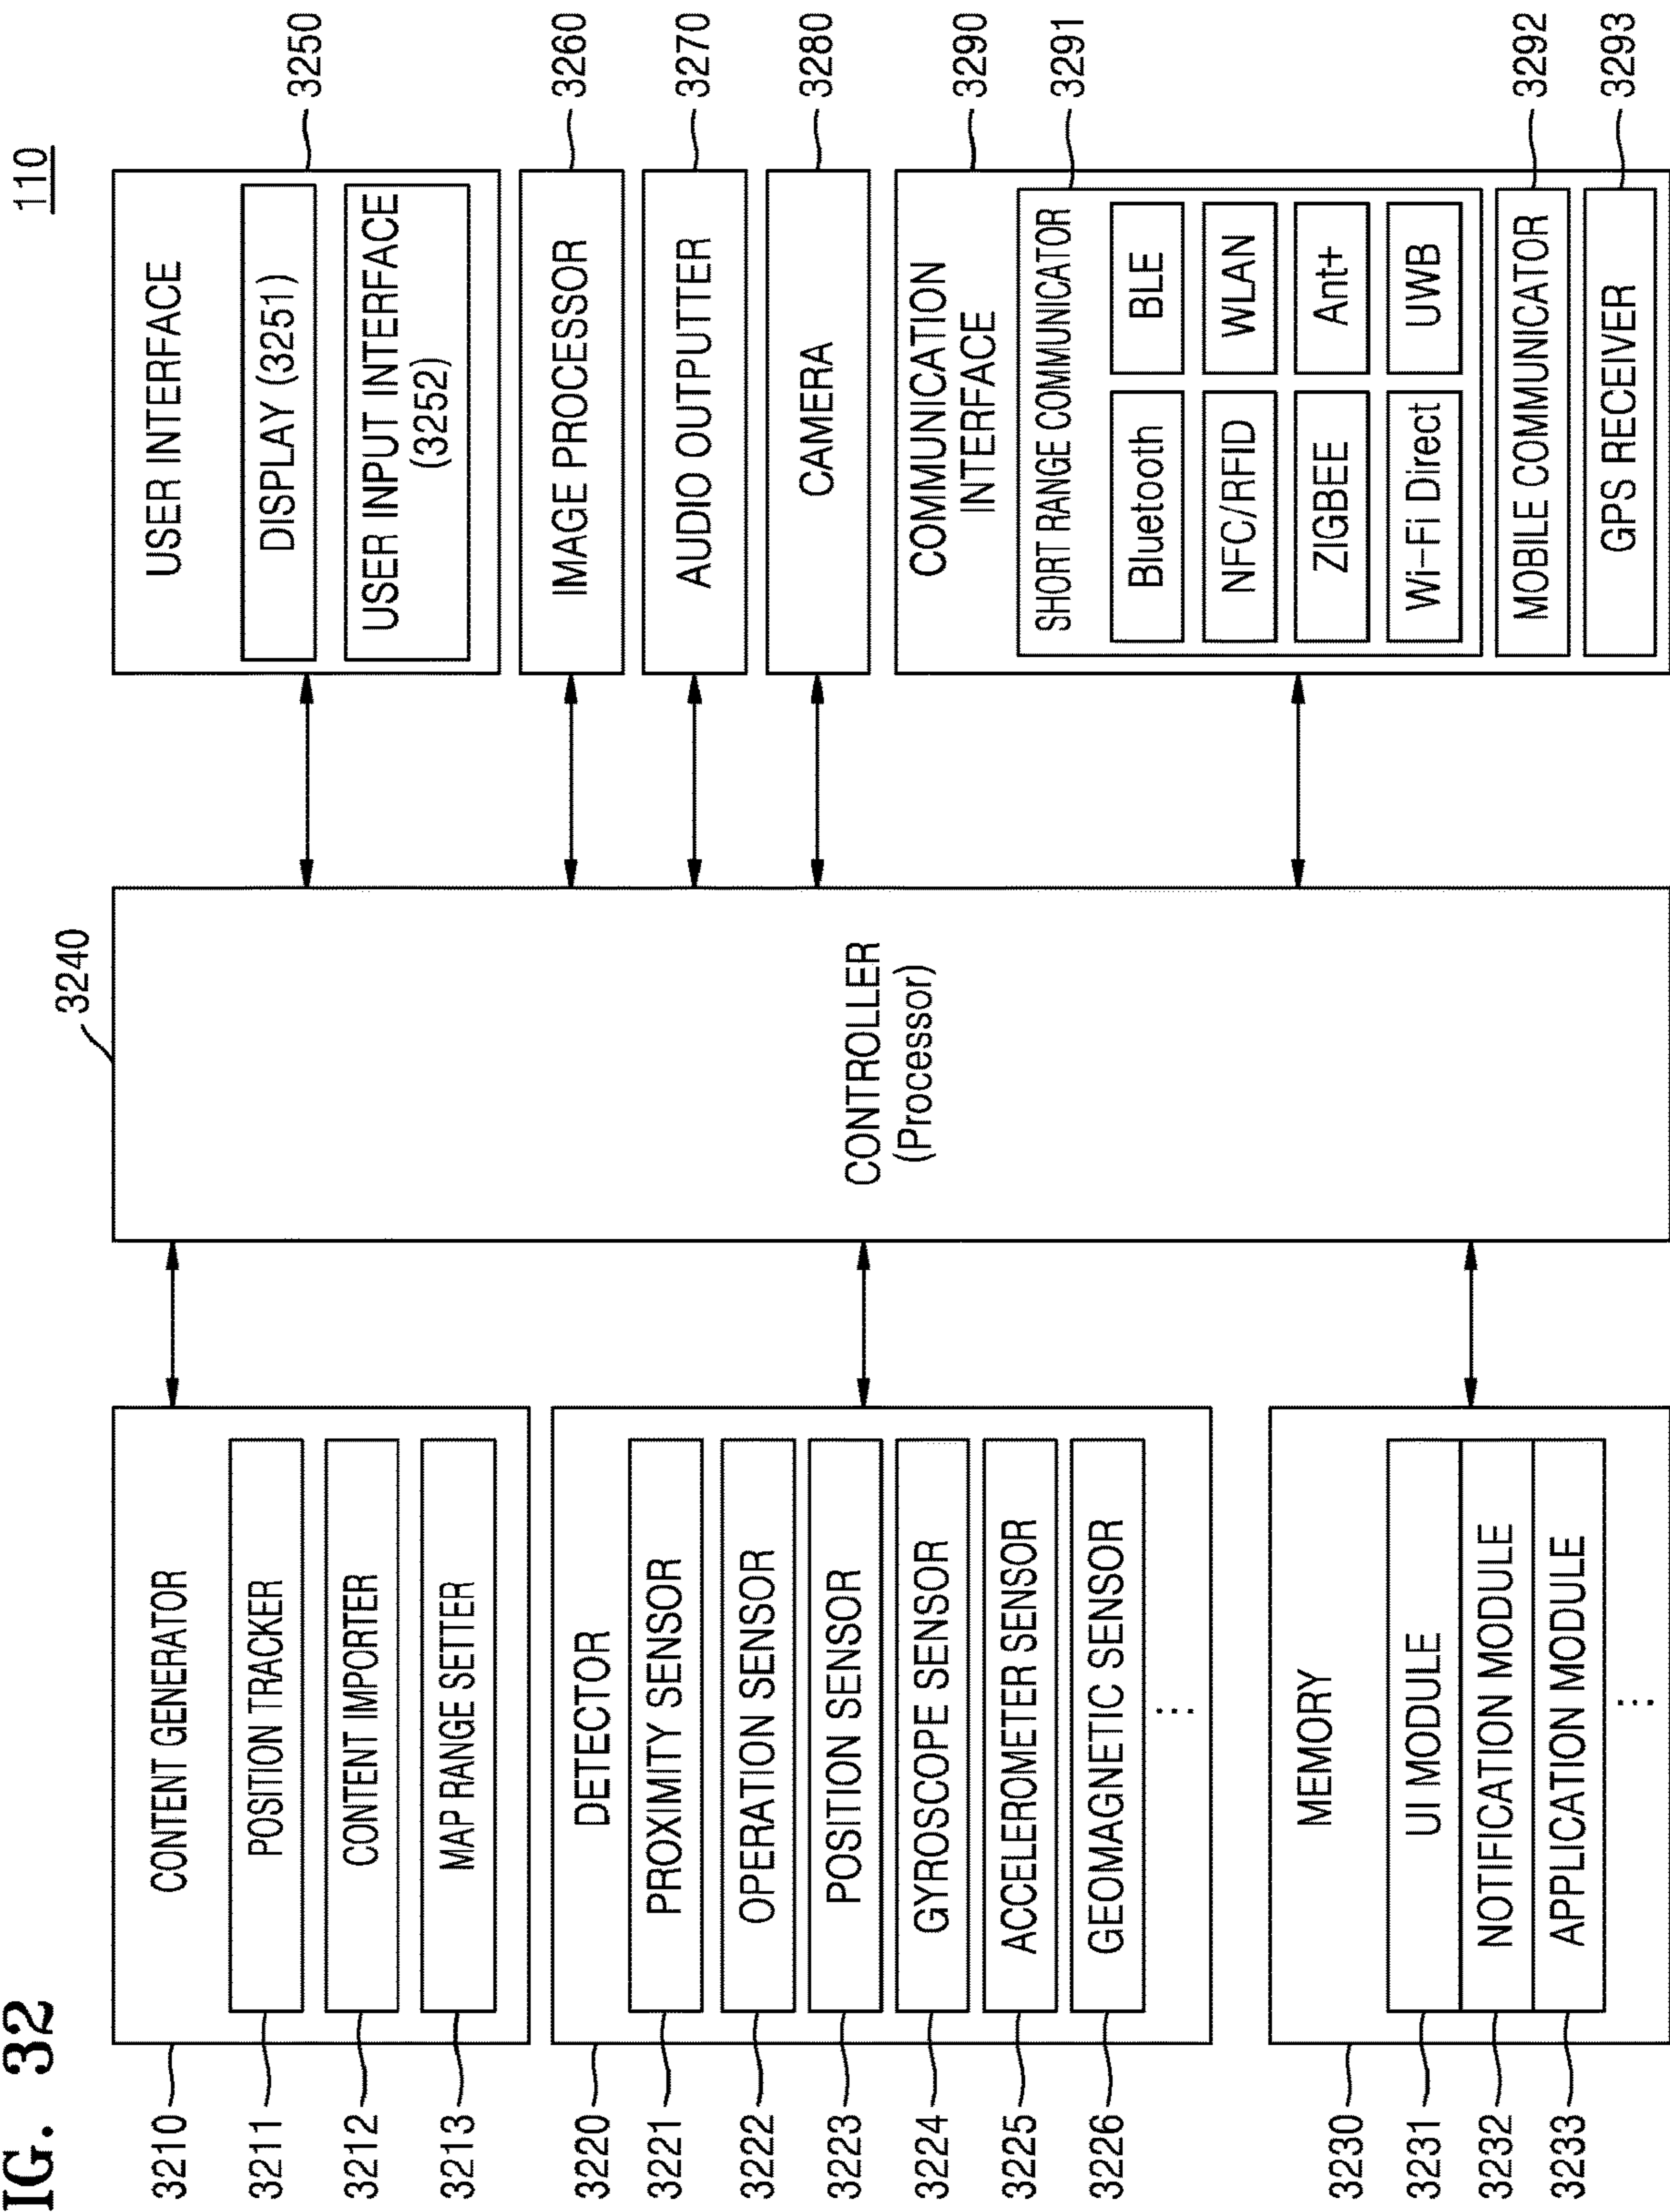 IG. 32
110
3210
CONTENT GENERATOR
3211
POSITION TRACKER
3212
CONTENT IMPORTER
3213
MAP RANGE SETTER
3220
DETECTOR
3221
PROXIMITY SENSOR
3222
OPERATION SENSOR
3223
POSITION SENSOR
3224
GYROSCOPE SENSOR
3225
ACCELEROMETER SENSOR
3226
GEOMAGNETIC SENSOR
...
3230
MEMORY
3231
UI MODULE
3232
NOTIFICATION MODULE
3233
APPLICATION MODULE
...
3240
CONTROLLER
(Processor)
USER INTERFACE
3250
DISPLAY (3251)
USER INPUT INTERFACE
(3252)
IMAGE PROCESSOR
3260
AUDIO OUTPUTTER
3270
CAMERA
3280
COMMUNICATION
INTERFACE
3290
SHORT RANGE COMMUNICATOR
3291
Bluetooth
BLE
NFC/RFID
WLAN
ZIGBEE
Ant+
Wi-Fi Direct
UWB
MOBILE COMMUNICATOR
3292
GPS RECEIVER
3293